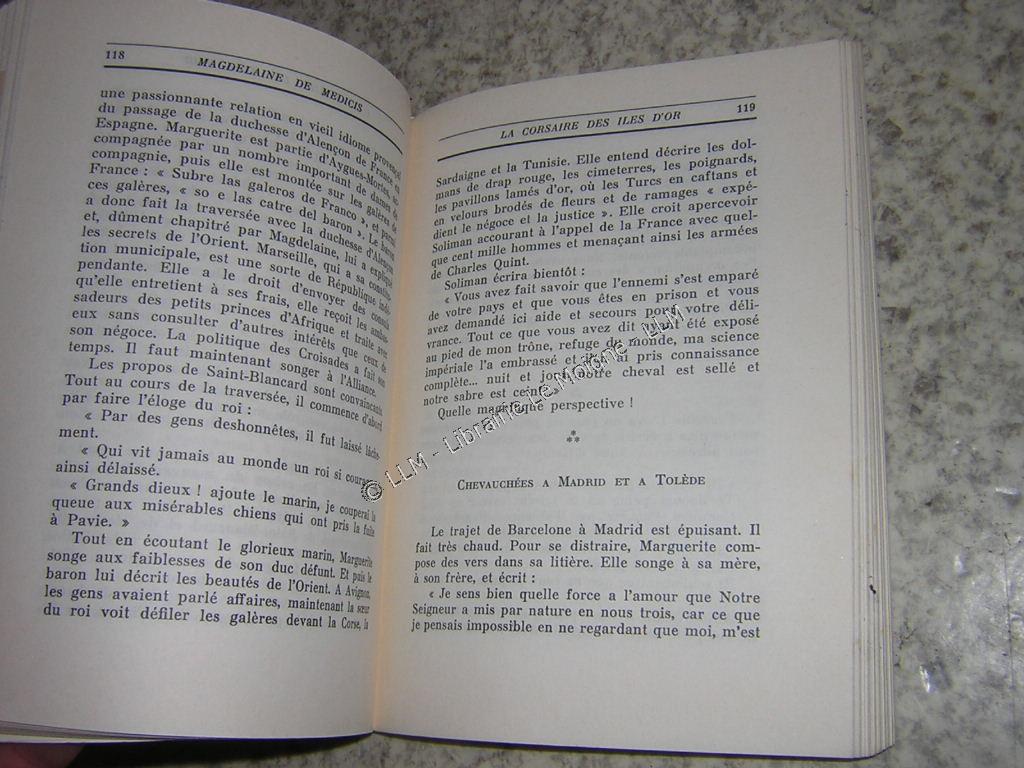 118
MAGDELAINE DE MEDICIS
une passionnante relation en vieil idiome provençal
du passage de la duchesse d'Alençon de France en
Espagne. Marguerite est partie d'Aygues-Mortes, ac-
compagnée par un nombre important de dames de
compagnie, puis elle est montée sur les galères de
France : « Subre las galeros de Franco », et parmi
ces galères, « so e las catre del baron ». Le baron
a donc fait la traversée avec la duchesse d'Alençon
et, dûment chapitré par Magdelaine, lui a expliqué
les secrets de l'Orient. Marseille, qui a sa constitu-
tion municipale, est une sorte de République indé-
pendante. Elle a le droit d'envoyer des consuls
qu'elle entretient à ses frais, elle reçoit les ambas-
sadeurs des petits princes d'Afrique et traite avec
eux sans consulter d'autres intérêts que ceux de
son négoce. La politique des Croisades a fait son
temps. Il faut maintenant songer à l'Alliance.
Les propos de Saint-Blancard sont convaincants.
Tout au cours de la traversée, il commence d'abord
par faire l'éloge du roi :
« Par des gens deshonnêtes, il fut laissé lâche-
ment.
« Qui vit jamais au monde un roi si courageux
ainsi délaissé.
« Grands dieux ! ajoute le marin, je couperai la
queue aux misérables chiens qui ont pris la fuite
à Pavie. »
Tout en écoutant le glorieux marin, Marguerite
songe aux faiblesses de son duc défunt. Et puis le
baron lui décrit les beautés de l'Orient. A Avignon,
les gens avaient parlé affaires, maintenant la sœur
du roi voit défiler les galères devant la Corse, la
119
LA CORSAIRE DES ILES D'OR
Sardaigne et la Tunisie. Elle entend décrire les dol-
mans de drap rouge, les cimeterres, les poignards,
les pavillons lamés d'or, où les Turcs en caftans et
en velours brodés de fleurs et de ramages « expé-
dient le négoce et la justice ». Elle croit apercevoir
Soliman accourant à l'appel de la France avec quel-
que cent mille hommes et menaçant ainsi les armées
de Charles Quint.
Soliman écrira bientôt :
« Vous avez fait savoir que l'ennemi s'est emparé
de votre pays et que vous êtes en prison et vous
avez demandé ici aide et secours pour votre déli-
vrance. Tout ce que vous avez dit ayant été exposé
au pied de mon trône, refuge du monde, ma science
impériale l'a embrassé et j'en ai pris connaissance
complète... nuit et jour notre cheval est sellé et
notre sabre est ceint. »
Quelle magnifique perspective !
⁂
CHEVAUCHÉES A MADRID ET A TOLÈDE
Le trajet de Barcelone à Madrid est épuisant. Il
fait très chaud. Pour se distraire, Marguerite com-
pose des vers dans sa litière. Elle songe à sa mère,
à son frère, et écrit :
« Je sens bien quelle force a l'amour que Notre
Seigneur a mis par nature en nous trois, car ce que
je pensais impossible en ne regardant que moi, m'est
© LLM - Librairie Le Molène - LLM